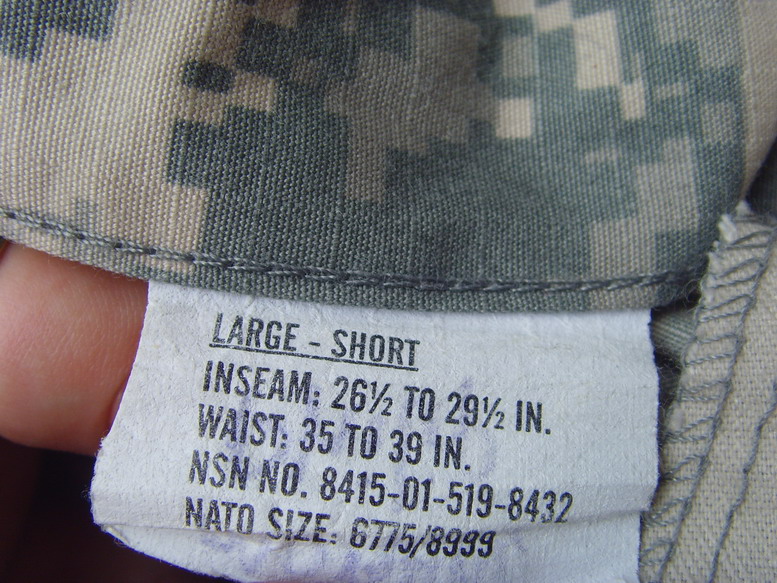 LARGE - SHORT
INSEAM: 26½ TO 29½ IN.
WAIST: 35 TO 39 IN.
NSN NO. 8415-01-519-8432
NATO SIZE: 6775/8999